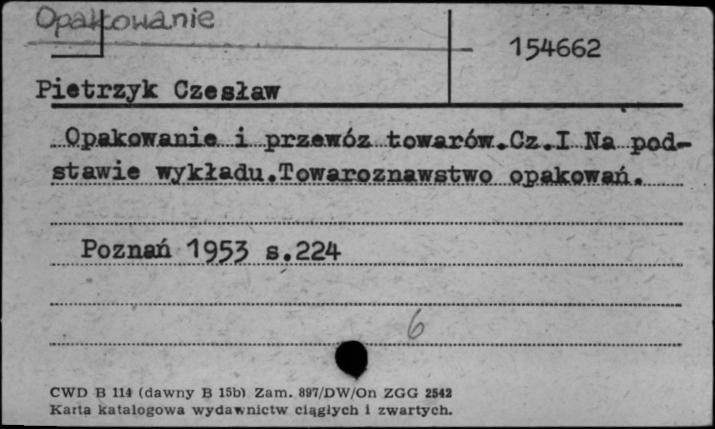 Opakowanie
154662
Pietrzyk Czesław
Opakowanie i przewóz towarów.Cz.I Na pod-
stawie wykładu.Towaroznawstwo opakowań.
Poznań 1953 s.224
6
CWD B 114 (dawny B 15b) Zam. 897/DW/On ZGG 2542
Karta katalogowa wydawnictw ciągłych i zwartych.